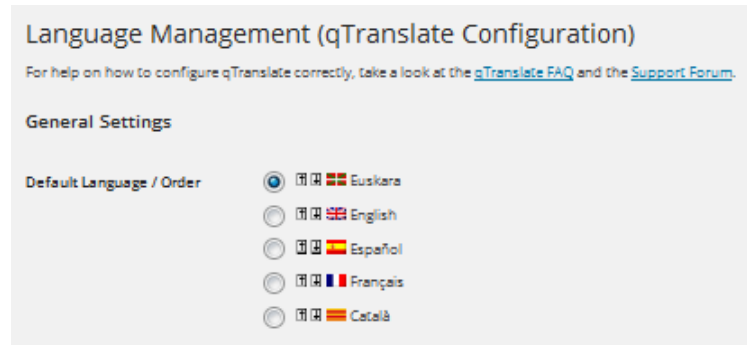 Language Management (qTranslate Configuration)
For help on how to configure qTranslate correctly, take a look at the qTranslate FAQ and the Support Forum.
General Settings
Default Language / Order
Euskara
English
Español
Français
Català